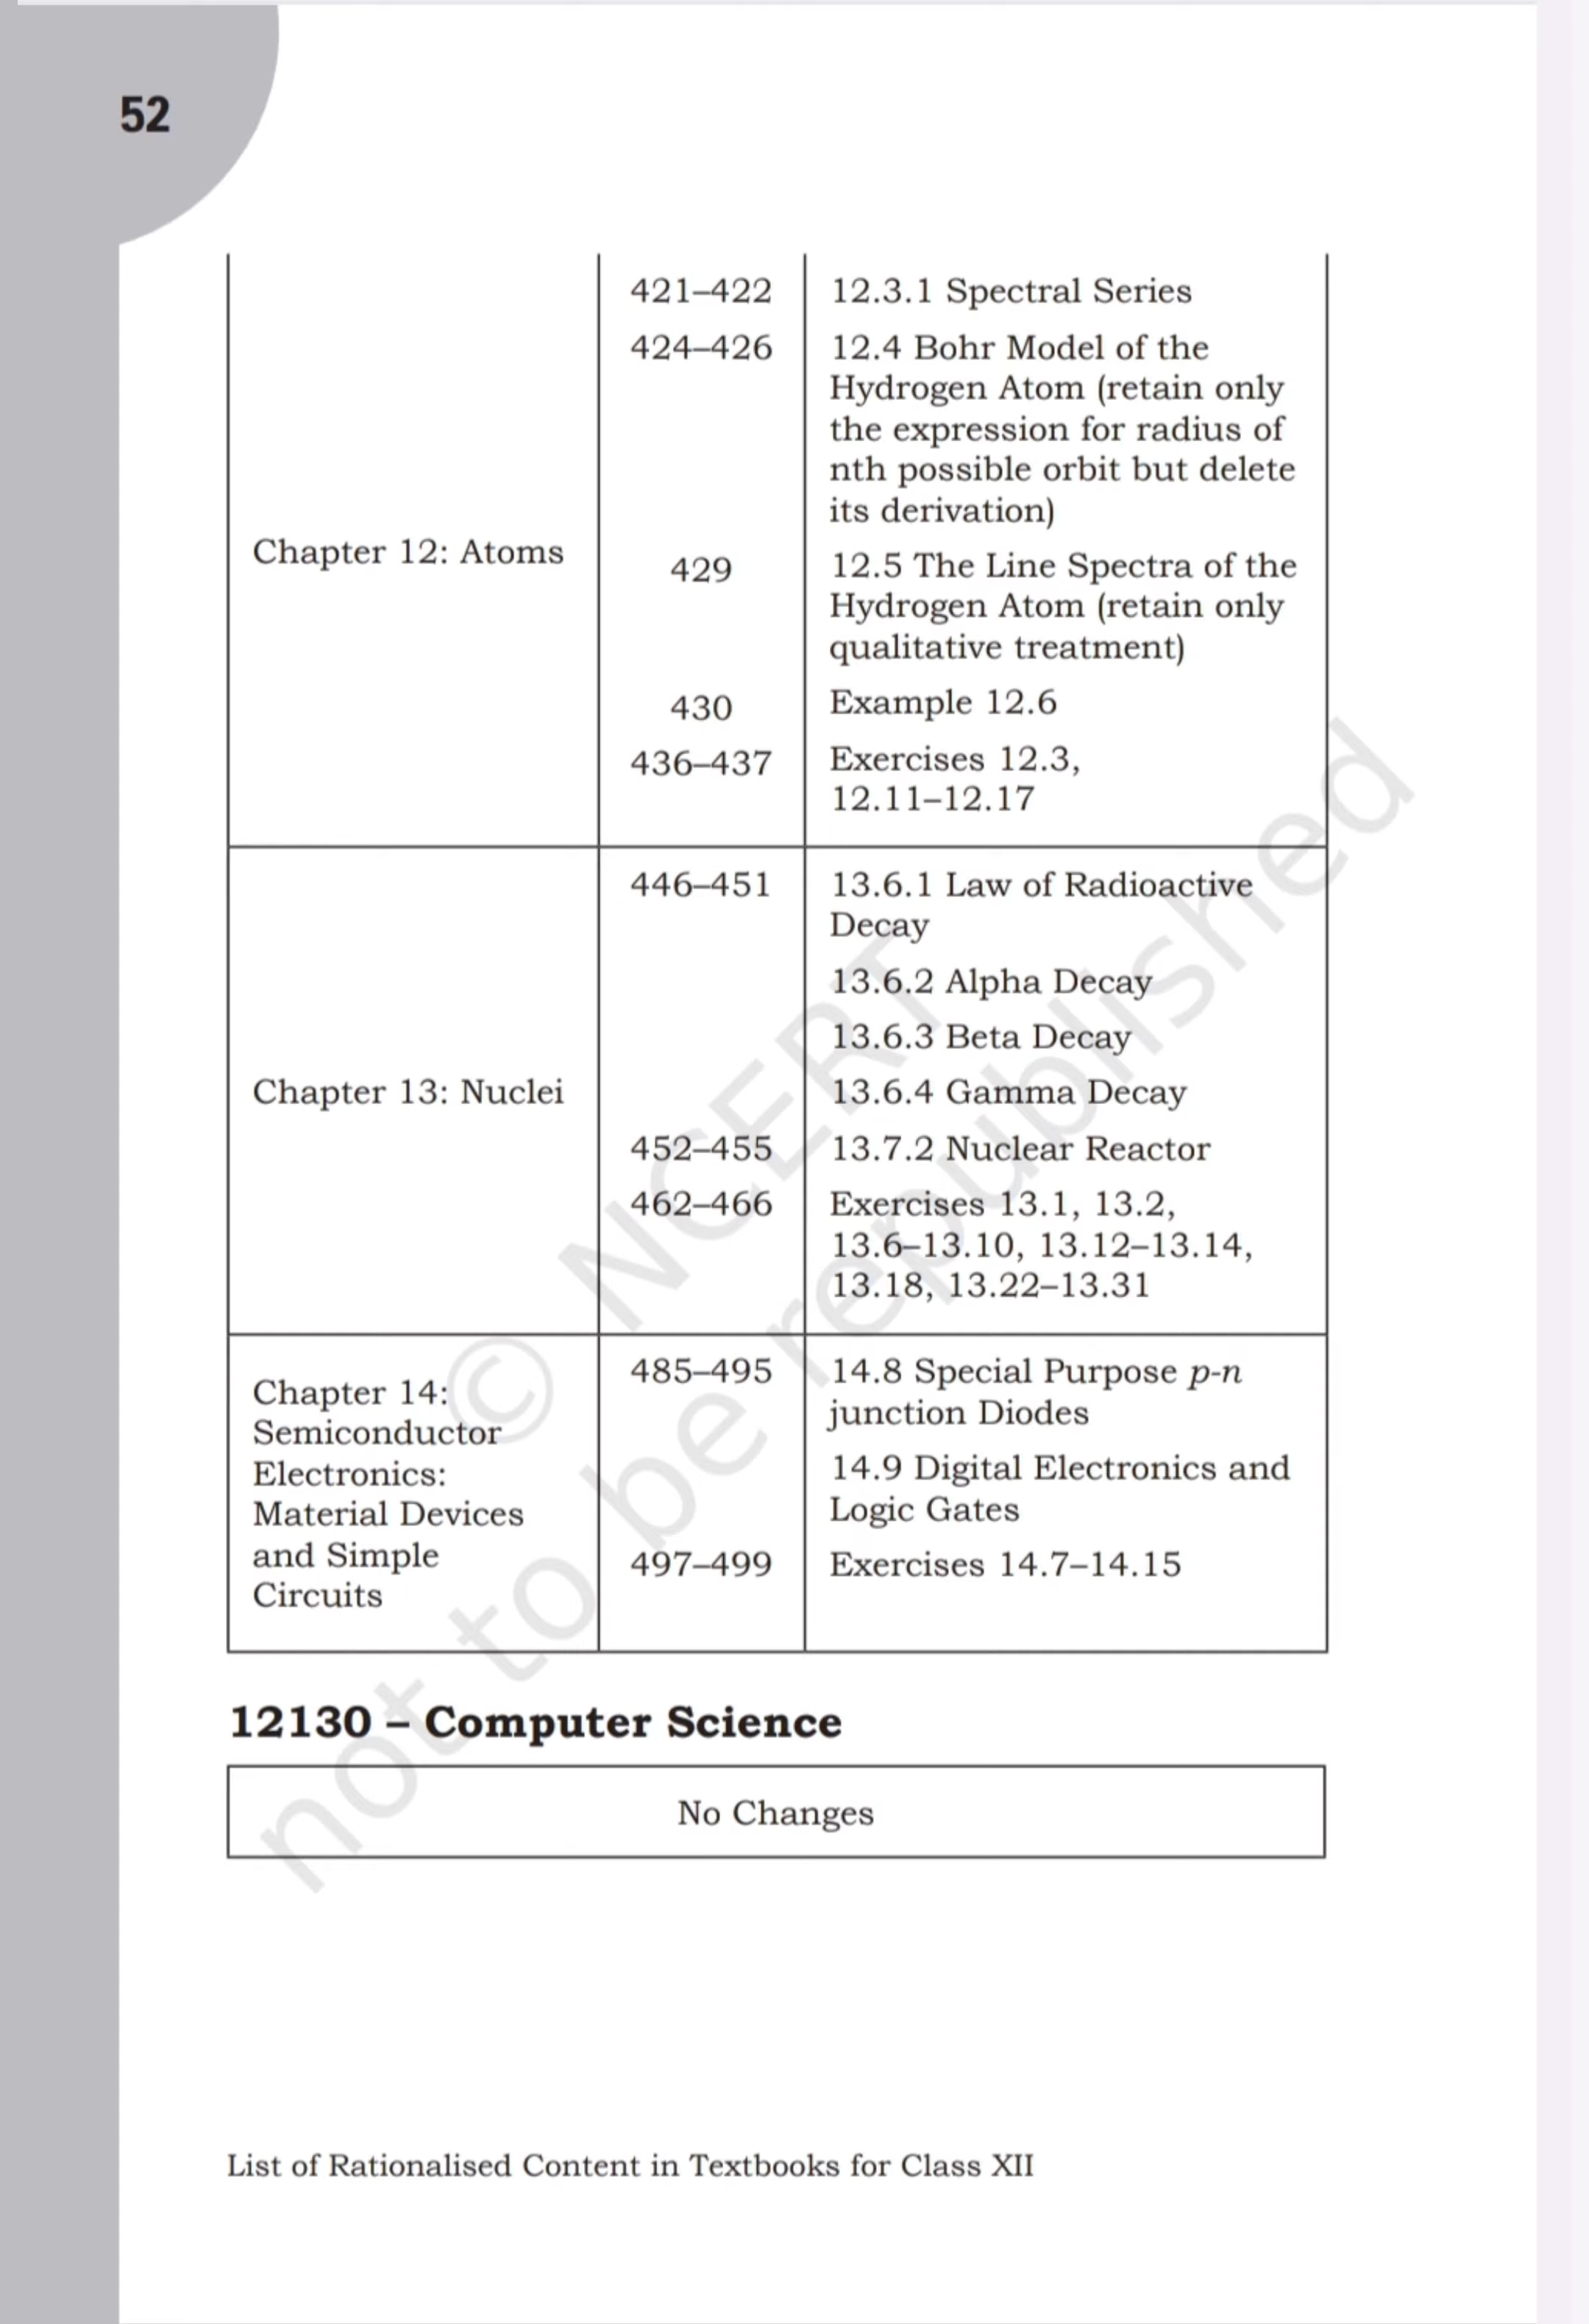 52
421–422 12.3.1 Spectral Series
424–426 12.4 Bohr Model of the
Hydrogen Atom (retain only
the expression for radius of
nth possible orbit but delete
its derivation)
Chapter 12: Atoms
429 12.5 The Line Spectra of the
Hydrogen Atom (retain only
qualitative treatment)
430 Example 12.6
436–437 Exercises 12.3,
12.11–12.17
446–451 13.6.1 Law of Radioactive
Decay
13.6.2 Alpha Decay
13.6.3 Beta Decay
Chapter 13: Nuclei 13.6.4 Gamma Decay
452–455 13.7.2 Nuclear Reactor
462–466 Exercises 13.1, 13.2,
13.6–13.10, 13.12–13.14,
13.18, 13.22–13.31
Chapter 14:
Semiconductor
Electronics:
Material Devices
and Simple
Circuits
485–495 14.8 Special Purpose p-n
junction Diodes
14.9 Digital Electronics and
Logic Gates
497–499 Exercises 14.7–14.15
12130 – Computer Science
No Changes
List of Rationalised Content in Textbooks for Class XII
© NCERT
not to be republished